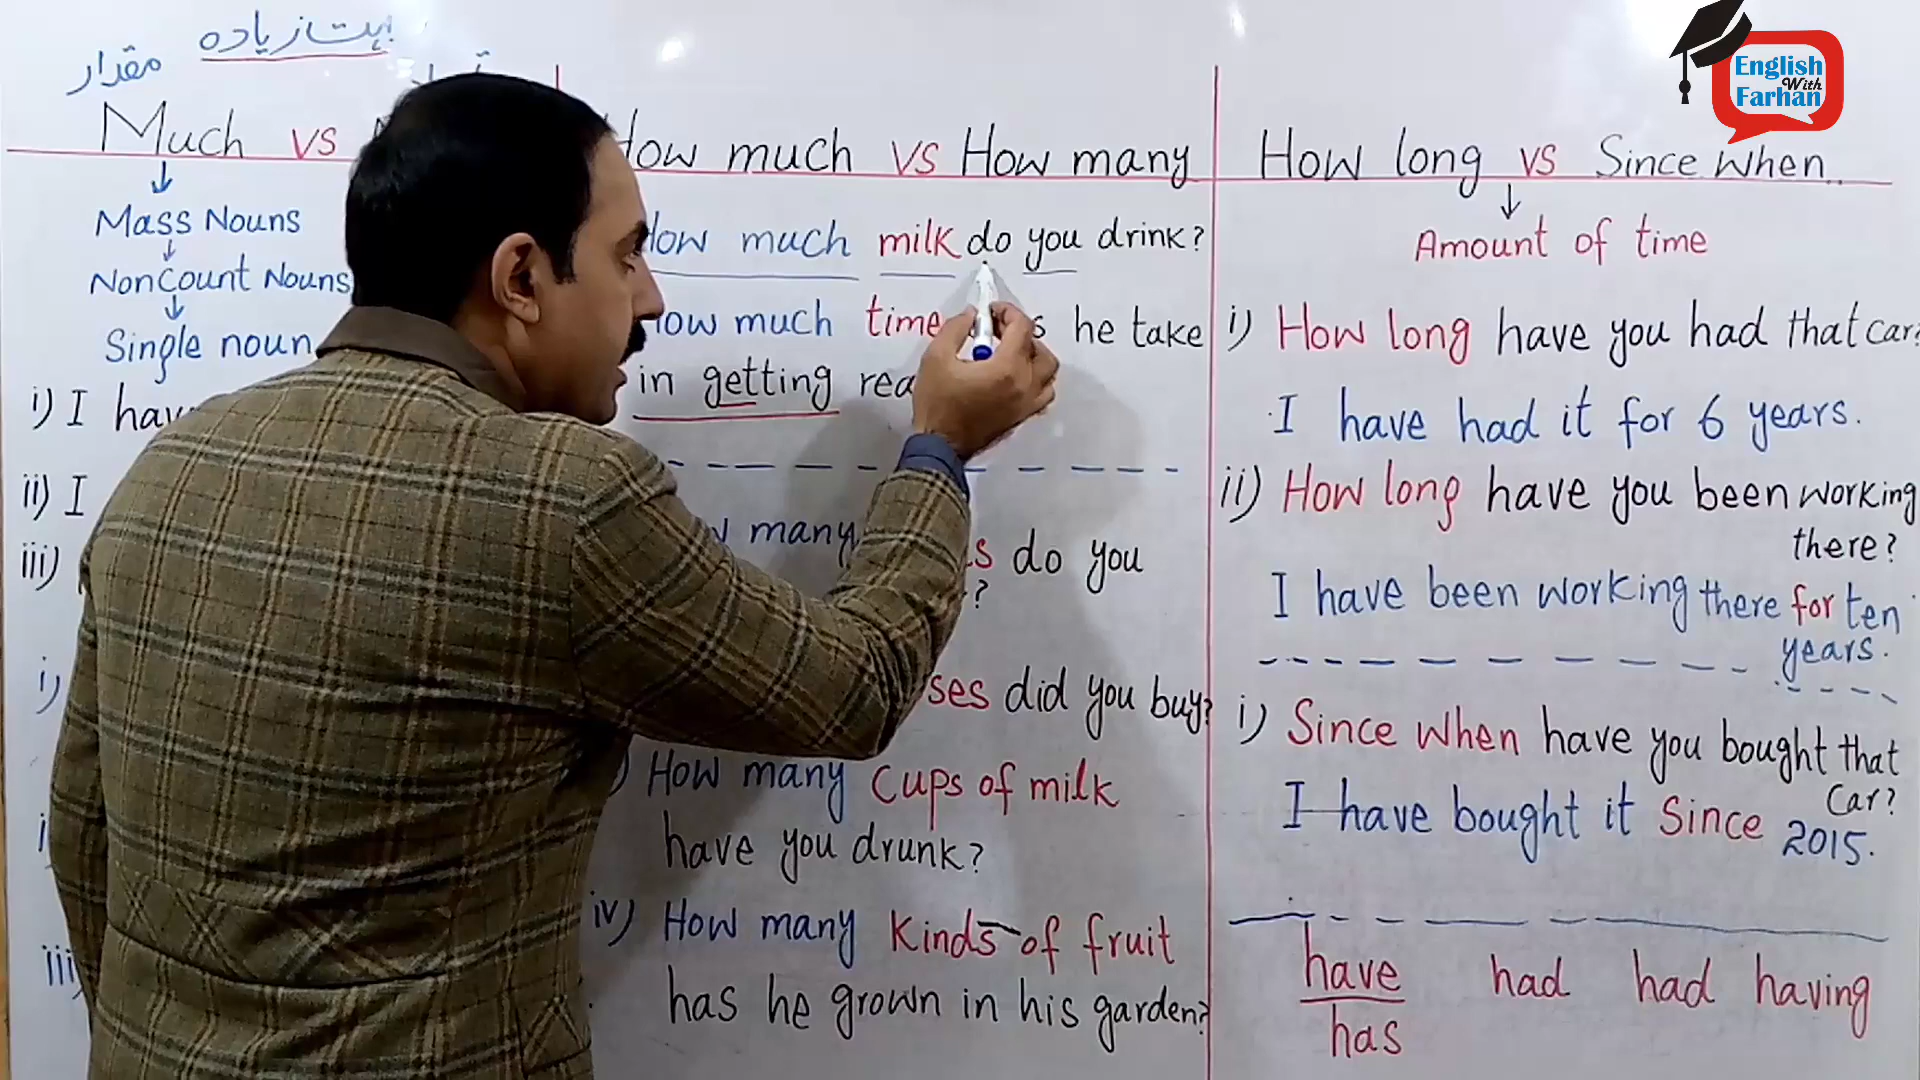 بہت زیادہ
مقدار
Much vs
Mass Nouns
NonCount Nouns
Single noun
i) I hav
ii) I
iii)
i)
iii)
How much vs How many
How much milk do you drink?
How much time he take
in getting rea
many do you
?
ses did you buy?
How many Cups of milk
have you drunk?
iv) How many Kinds of fruit
has he grown in his garden?
How long vs Since when..
Amount of time
i) How long have you had that car?
I have had it for 6 years.
ii) How long have you been working
there?
I have been working there for ten
years.
i) Since when have you bought that
Car?
I have bought it Since 2015.
have had had having
has
English
With
Farhan